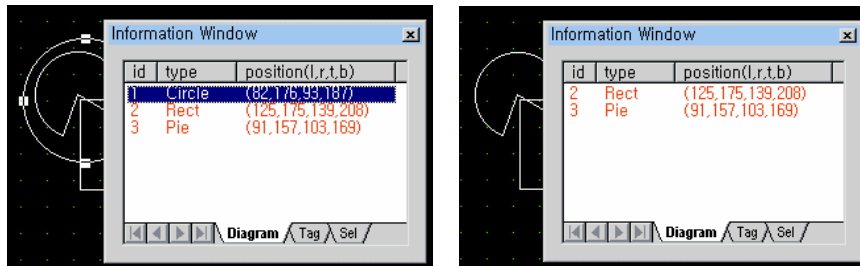 Information Window
id type position(l,r,t,b)
1 Circle (82,176,93,187)
2 Rect (125,175,139,208)
3 Pie (91,157,103,169)
Diagram Tag Sel
Information Window
id type position(l,r,t,b)
2 Rect (125,175,139,208)
3 Pie (91,157,103,169)
Diagram Tag Sel